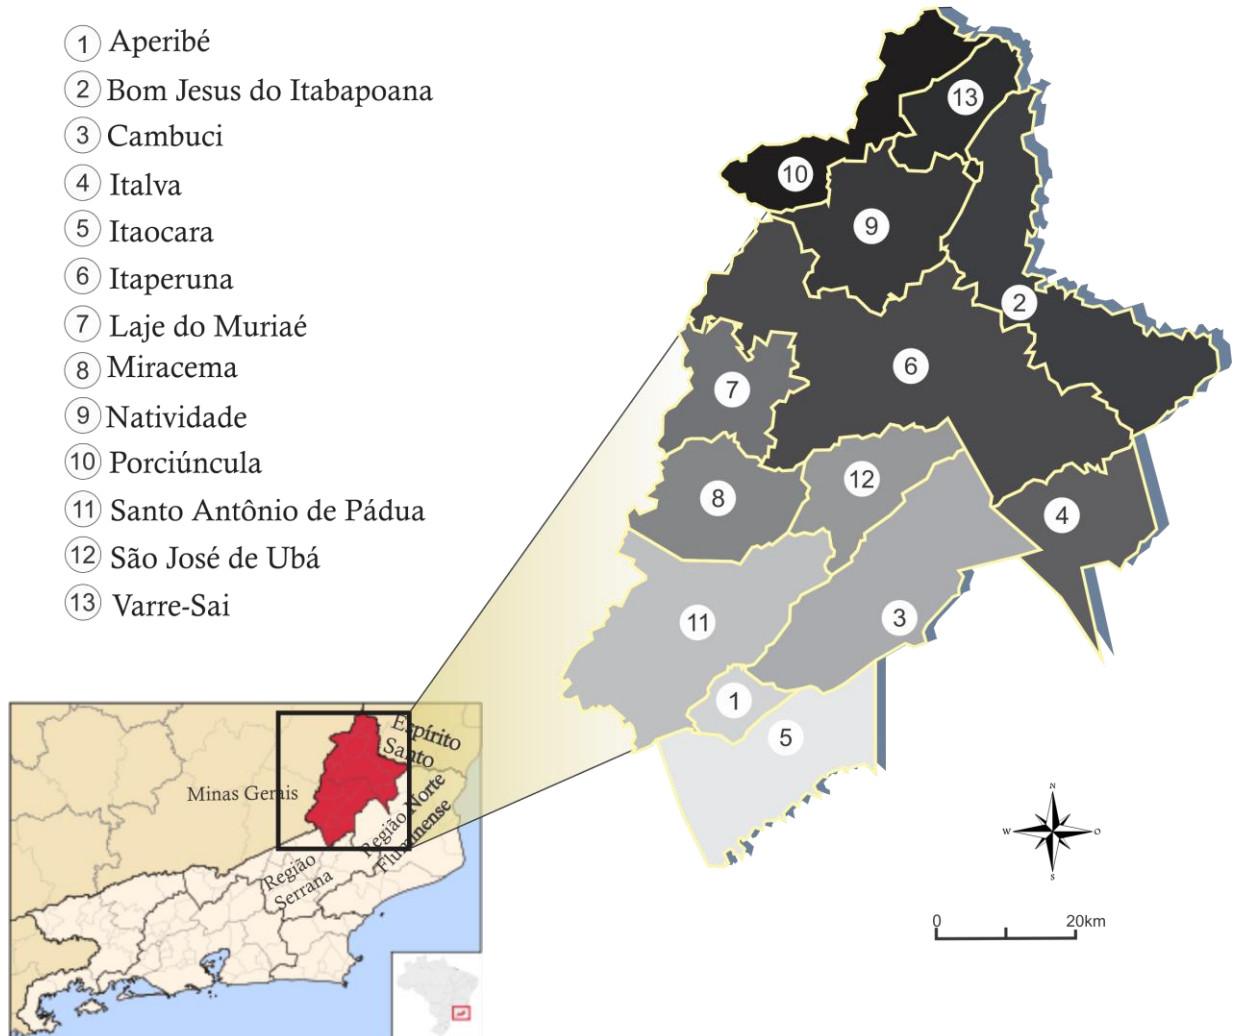 1 Aperibé
2 Bom Jesus do Itabapoana
3 Cambuci
4 Italva
5 Itaocara
6 Itaperuna
7 Laje do Muriaé
8 Miracema
9 Natividade
10 Porciúncula
11 Santo Antônio de Pádua
12 São José de Ubá
13 Varre-Sai
13
10
9
2
6
7
12
8
4
11
3
1
5
Espírito
Santo
Minas Gerais
Região Norte
Fluminense
Região
Serrana
N
W
O
S
0
20km